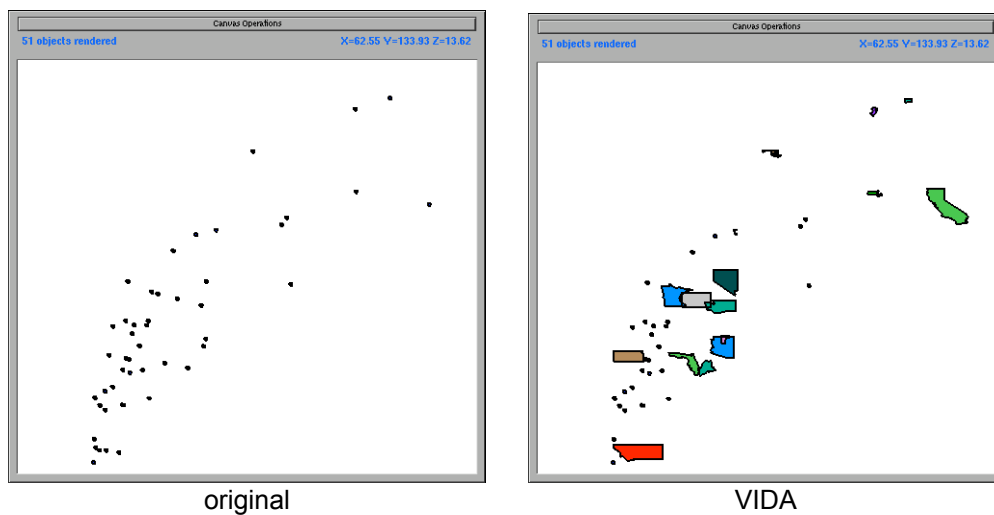 Canvas Operations
51 objects rendered X=62.55 Y=133.93 Z=13.62
original
Canvas Operations
51 objects rendered X=62.55 Y=133.93 Z=13.62
VIDA